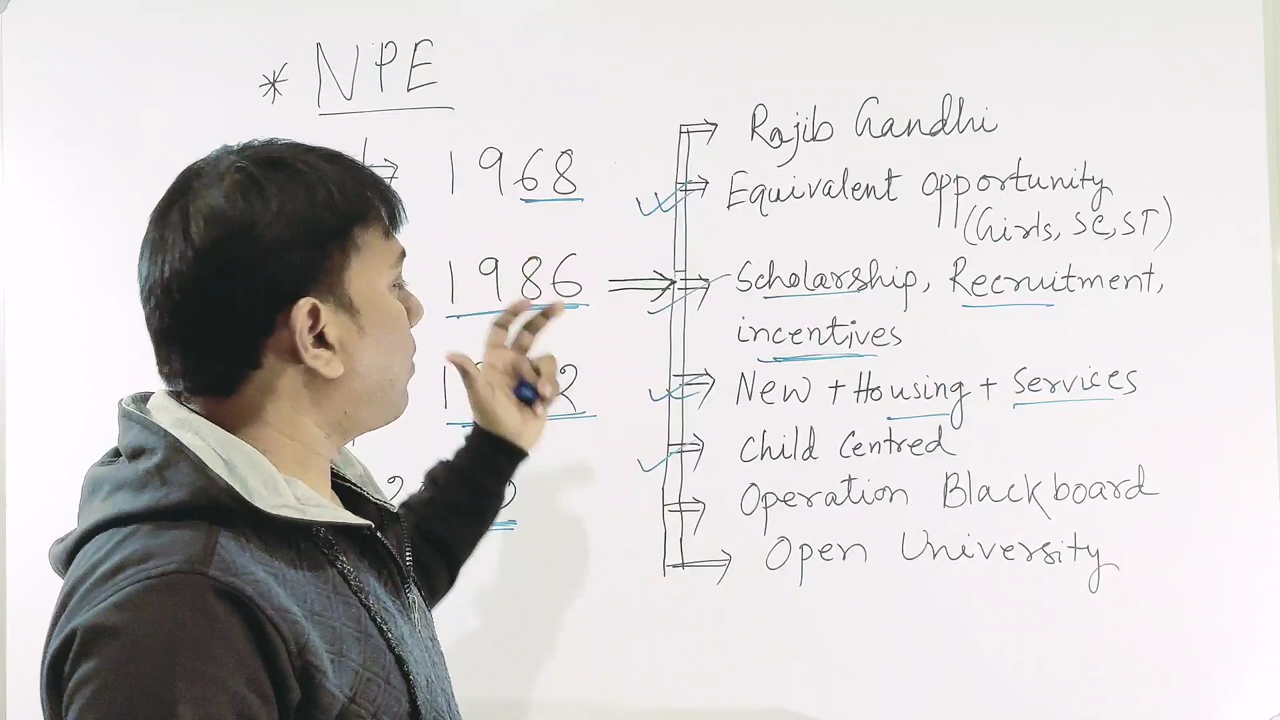 * NPE
1968
1986
Rajib Gandhi
Equivalent opportunity
(Girls, SC, ST)
Scholarship, Recruitment,
incentives
New + Housing + Services
Child Centred
Operation Blackboard
Open University